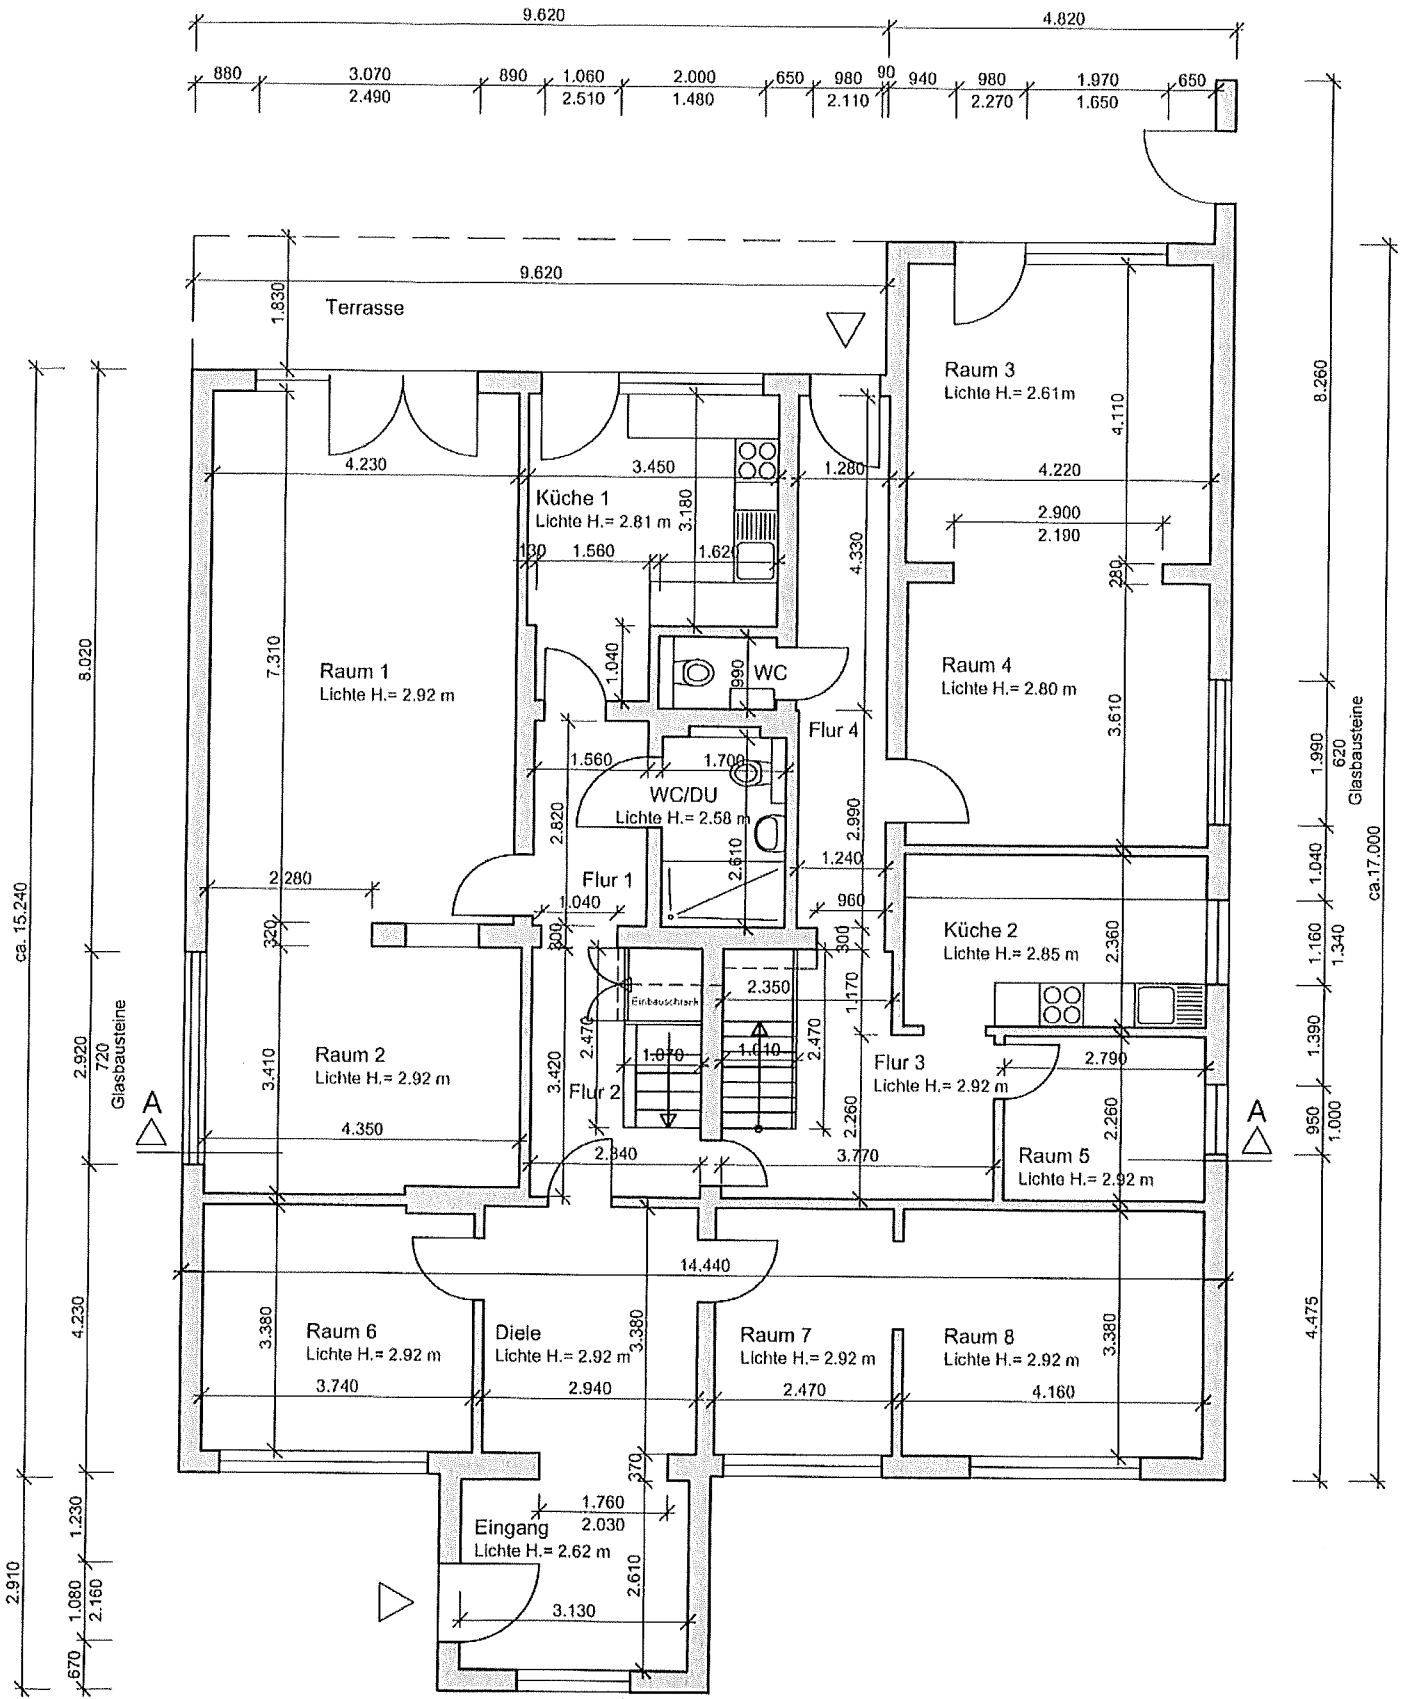 9.620
4.820
880
3.070
890
1.060
2.000
650
980
90
940
980
1.970
650
2.490
2.510
1.480
2.110
2.270
1.650
9.620
1.830
Terrasse
Raum 3
Lichte H.= 2.61m
4.110
8.260
4.230
3.450
1.280
4.220
Küche 1
Lichte H.= 2.81 m
3.180
2.900
2.190
130
1.560
1.620
4.330
280
7.310
Raum 1
Lichte H.= 2.92 m
8.020
1.040
990
WC
Raum 4
Lichte H.= 2.80 m
3.610
Flur 4
1.990
620
Glasbausteine
1.560
1.700
WC/DU
Lichte H.= 2.58 m
2.820
2.610
2.990
ca.17.000
1.240
1.040
2.280
Flur 1
1.040
960
ca. 15.240
320
300
300
Küche 2
Lichte H.= 2.85 m
2.360
1.160
1.340
Einbauschrank
2.350
1.170
2.920
720
Glasbausteine
Raum 2
Lichte H.= 2.92 m
3.410
3.420
2.470
1.070
1.010
2.470
Flur 3
Lichte H.= 2.92 m
2.790
1.390
Flur 2
A
4.350
2.260
2.260
950
1.000
A
2.340
3.770
Raum 5
Lichte H.= 2.92 m
14.440
4.230
3.380
Raum 6
Lichte H.= 2.92 m
Diele
Lichte H.= 2.92 m
3.380
Raum 7
Lichte H.= 2.92 m
Raum 8
Lichte H.= 2.92 m
3.380
4.475
3.740
2.940
2.470
4.160
370
1.230
1.760
2.030
Eingang
Lichte H.= 2.62 m
2.610
2.910
1.080
2.160
3.130
670